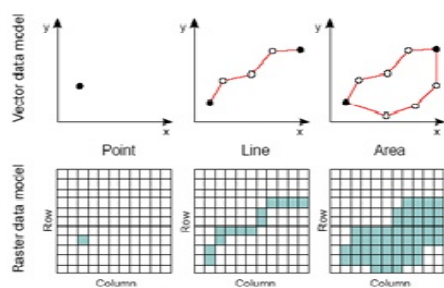 Vector data model
y
y
y
x
x
x
Point
Line
Area
Raster data model
Row
Row
Row
Column
Column
Column